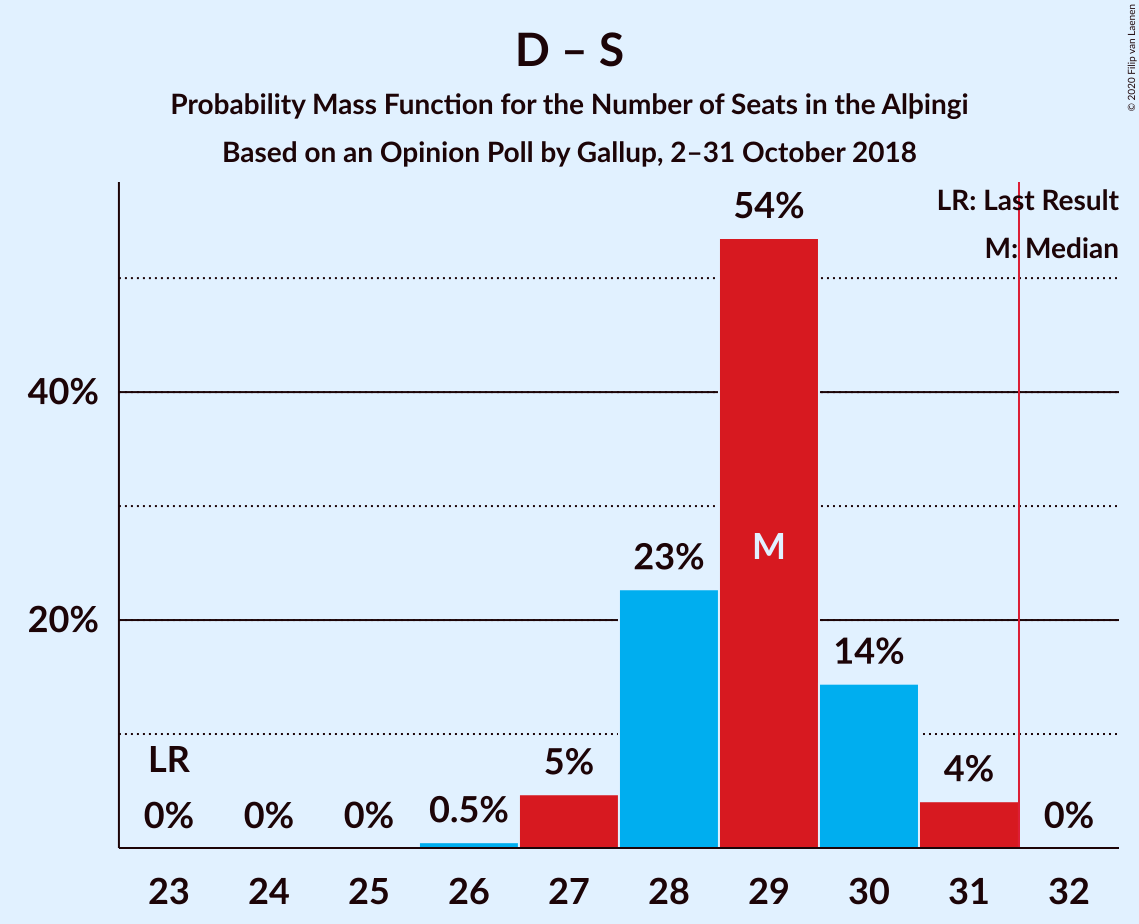 D – S
Probability Mass Function for the Number of Seats in the Alþingi
Based on an Opinion Poll by Gallup, 2–31 October 2018
© 2020 Filip van Laenen
LR: Last Result
M: Median
54%
40%
23%
M
20%
14%
LR
5%
4%
0%
0%
0%
0.5%
0%
23 24 25 26 27 28 29 30 31 32